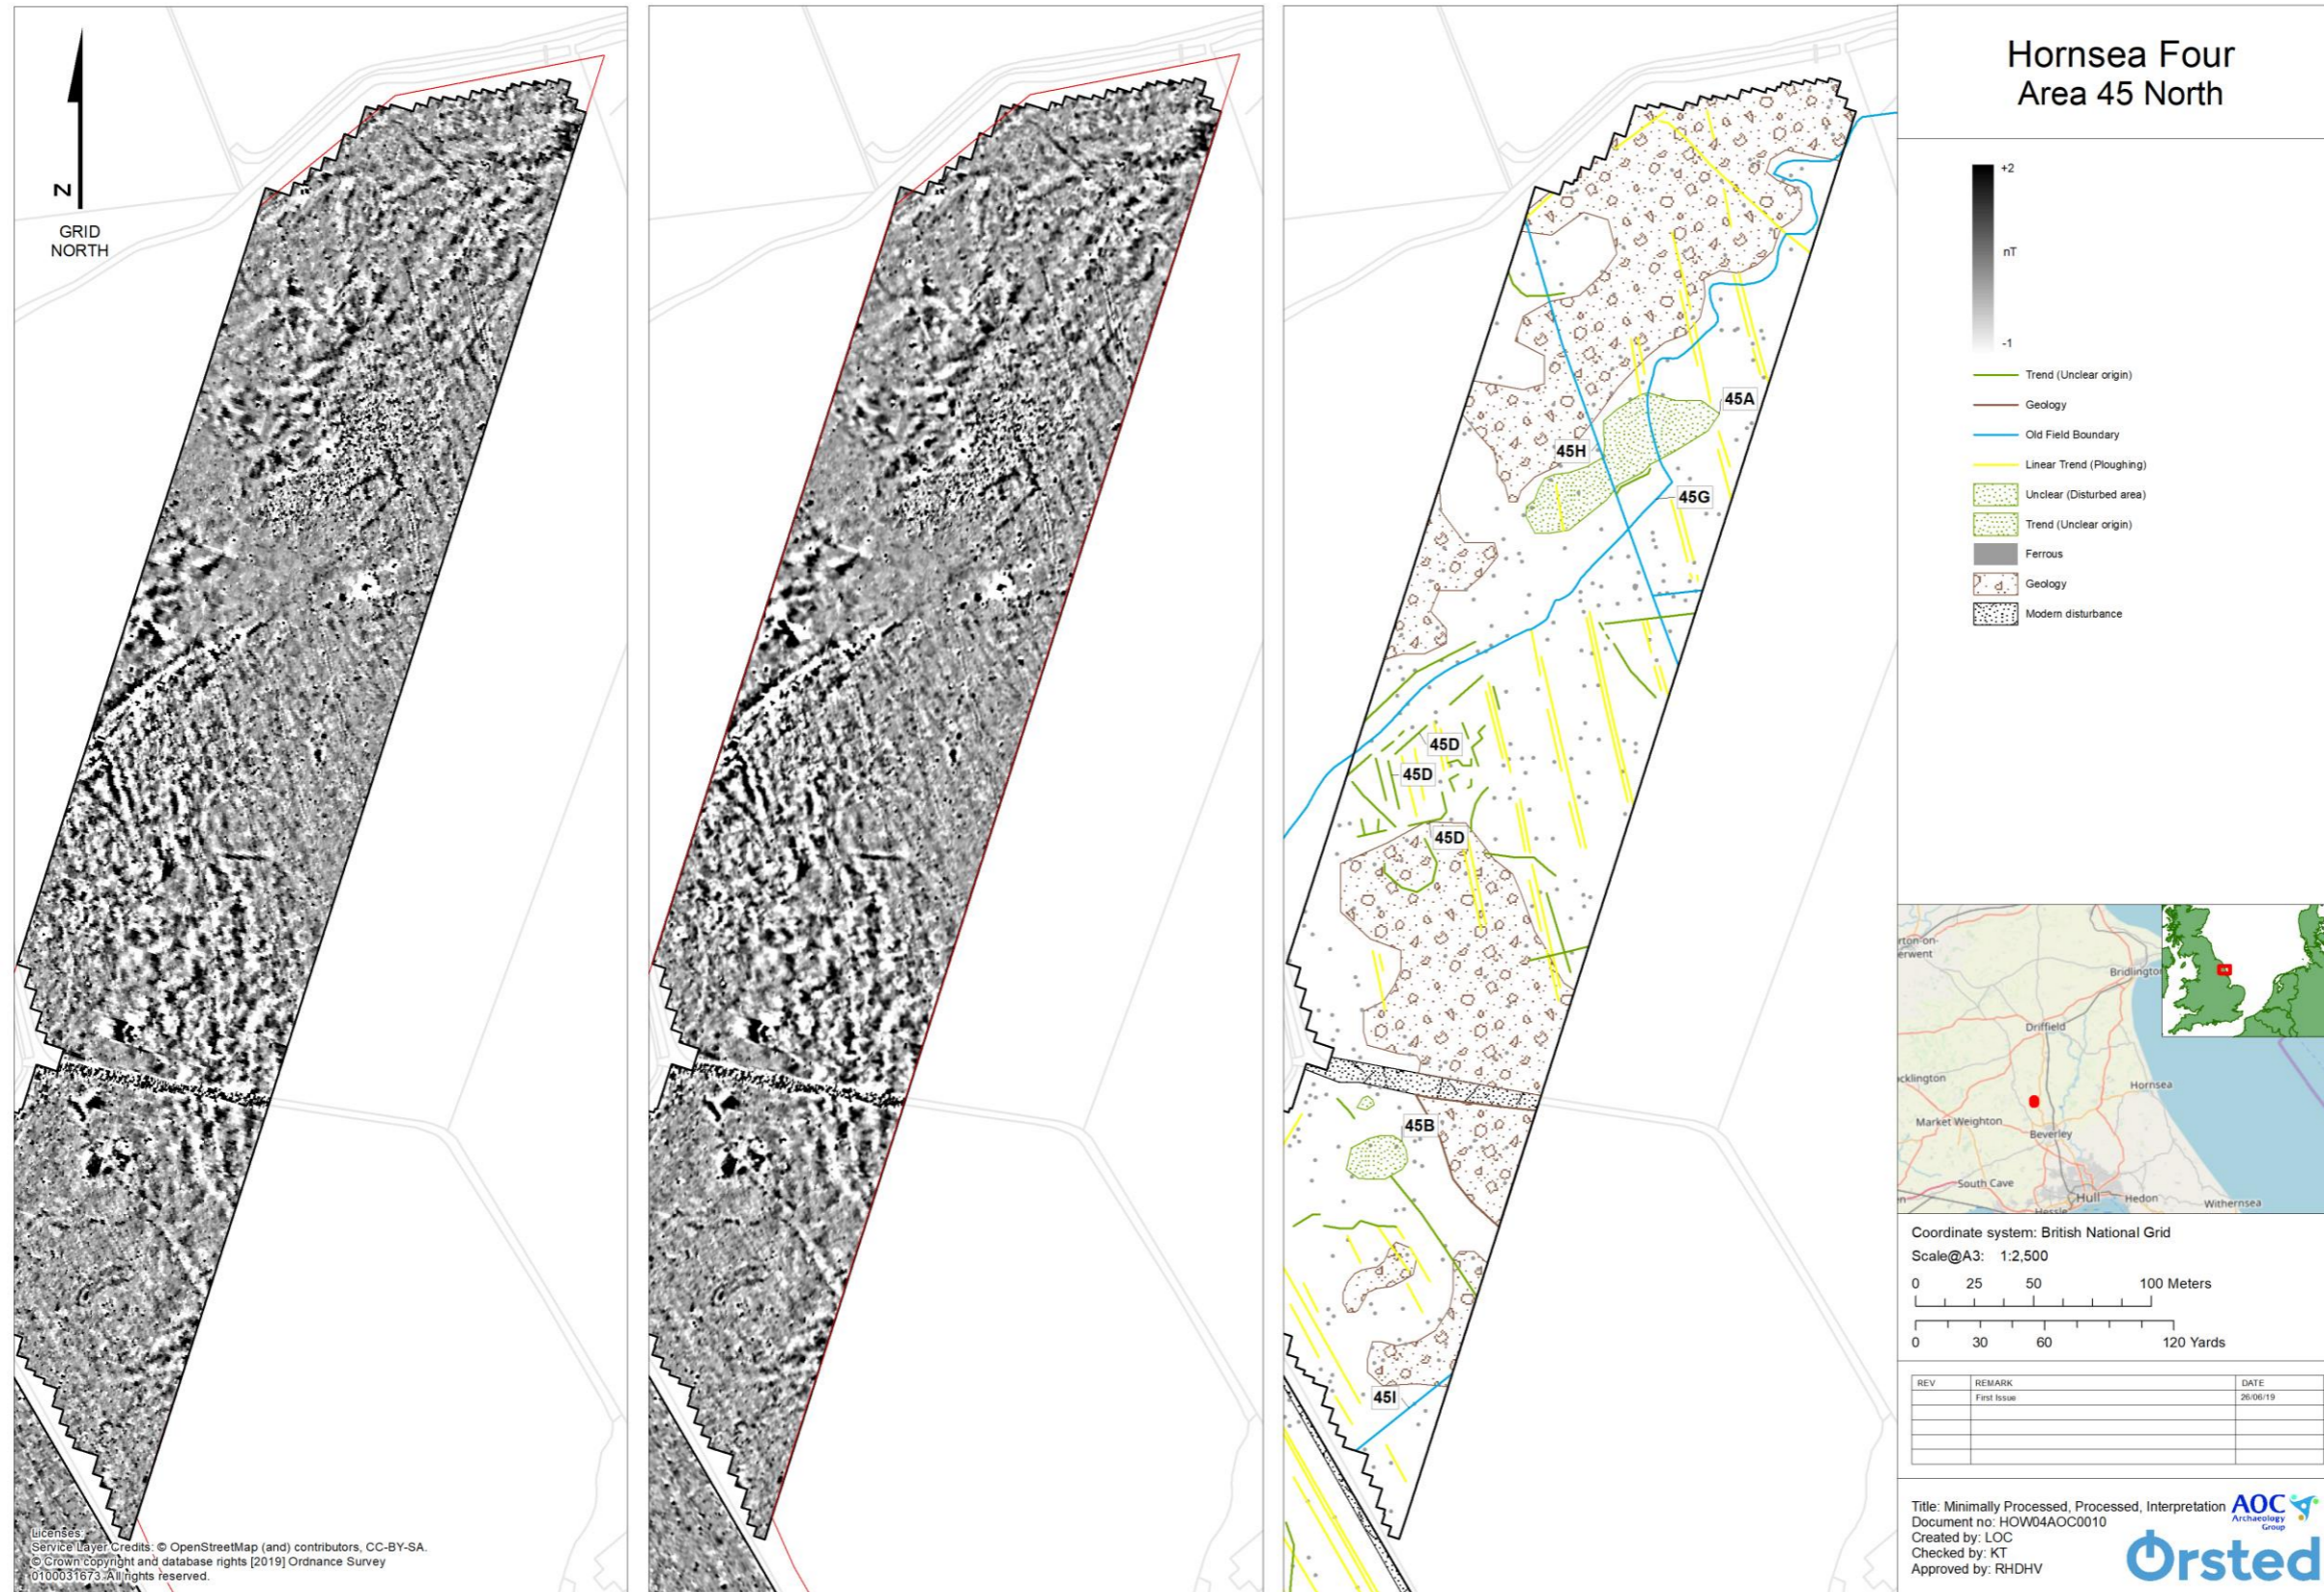 N
GRID
NORTH
Licenses:
Service Layer Credits: © OpenStreetMap (and) contributors, CC-BY-SA.
© Crown copyright and database rights [2019] Ordnance Survey
0100031673. All rights reserved.
45A
45H
45G
45D
45D
45D
45B
45I
Hornsea Four
Area 45 North
+2
nT
-1
Trend (Unclear origin)
Geology
Old Field Boundary
Linear Trend (Ploughing)
Unclear (Disturbed area)
Trend (Unclear origin)
Ferrous
Geology
Modern disturbance
Bridlington
Driffield
Hornsea
Market Weighton
Beverley
South Cave
Hull
Hedon
Hessle
Withernsea
Coordinate system: British National Grid
Scale@A3: 1:2,500
0 25 50 100 Meters
0 30 60 120 Yards
REV REMARK DATE
First Issue 26/06/19
Title: Minimally Processed, Processed, Interpretation
Document no: HOW04AOC0010
Created by: LOC
Checked by: KT
Approved by: RHDHV
AOC
Archaeology
Group
Orsted